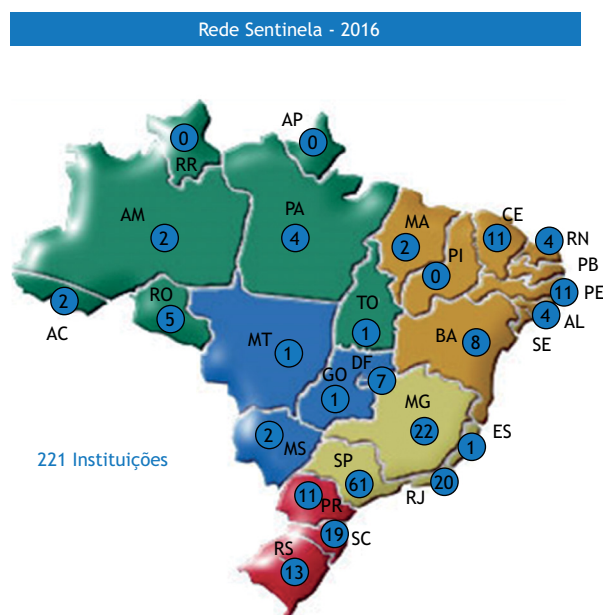 Rede Sentinela - 2016
AP
0
0
RR
AM
PA
MA
CE
2
4
2
11
4
RN
PI
0
PB
2
RO
5
TO
1
11
PE
AC
4
AL
MT
1
BA
8
SE
DF
7
GO
1
MG
22
ES
1
2
MS
221 Instituições
SP
61
20
RJ
11
PR
19
SC
RS
13